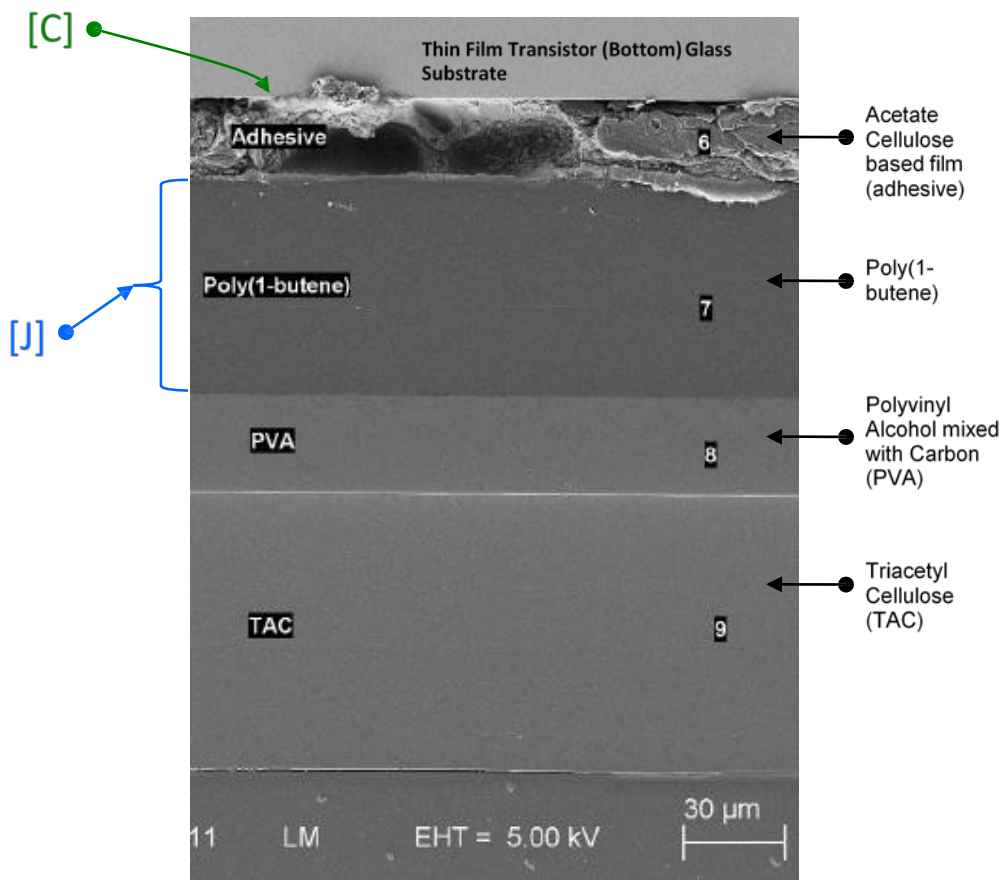 [C]
Thin Film Transistor (Bottom) Glass
Substrate
Adhesive
6
Acetate
Cellulose
based film
(adhesive)
[J]
Poly(1-butene)
7
Poly(1-
butene)
PVA
8
Polyvinyl
Alcohol mixed
with Carbon
(PVA)
TAC
9
Triacetyl
Cellulose
(TAC)
11 LM EHT = 5.00 kV 30 µm